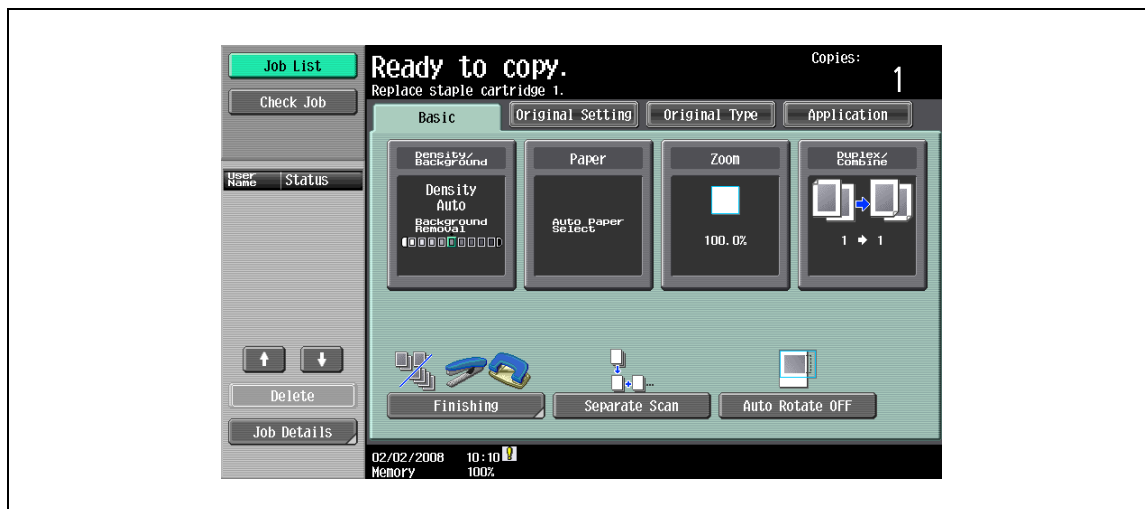 Job List
Check Job
User Name
Status
Delete
Job Details
Ready to copy.
Copies:
1
Replace staple cartridge 1.
Basic
Original Setting
Original Type
Application
Density/
Background
Density
Auto
Background
Removal
Paper
Auto Paper
Select
Zoom
100.0%
Duplex/
Combine
1 → 1
Finishing
Separate Scan
Auto Rotate OFF
02/02/2008 10:10
Memory 100%